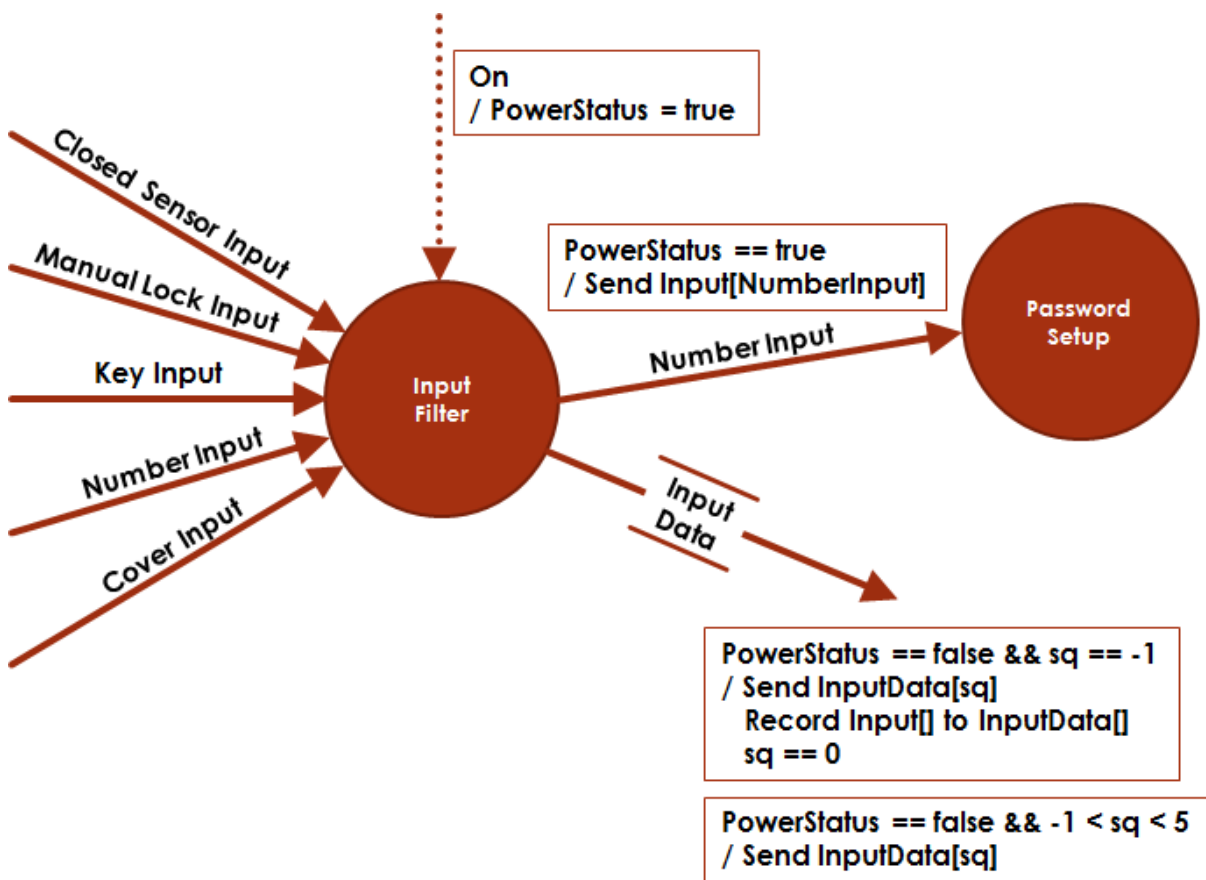 On
/ PowerStatus = true
Closed Sensor Input
Manual Lock Input
Key Input
Number Input
Cover Input
Input
Filter
PowerStatus == true
/ Send Input[NumberInput]
Number Input
Password
Setup
Input
Data
PowerStatus == false && sq == -1
/ Send InputData[sq]
Record Input[] to InputData[]
sq == 0
PowerStatus == false && -1 < sq < 5
/ Send InputData[sq]